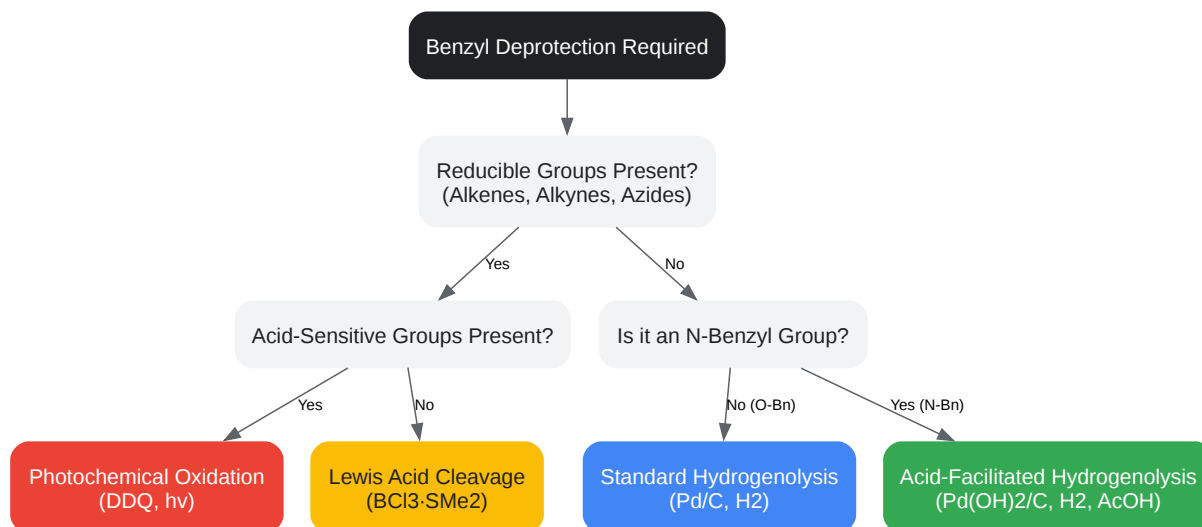 Benzyl Deprotection Required
Reducible Groups Present?
(Alkenes, Alkynes, Azides)
Yes
No
Acid-Sensitive Groups Present?
Is it an N-Benzyl Group?
Yes
No
No (O-Bn)
Yes (N-Bn)
Photochemical Oxidation
(DDQ, hv)
Lewis Acid Cleavage
(BCl3·SMe2)
Standard Hydrogenolysis
(Pd/C, H2)
Acid-Facilitated Hydrogenolysis
(Pd(OH)2/C, H2, AcOH)